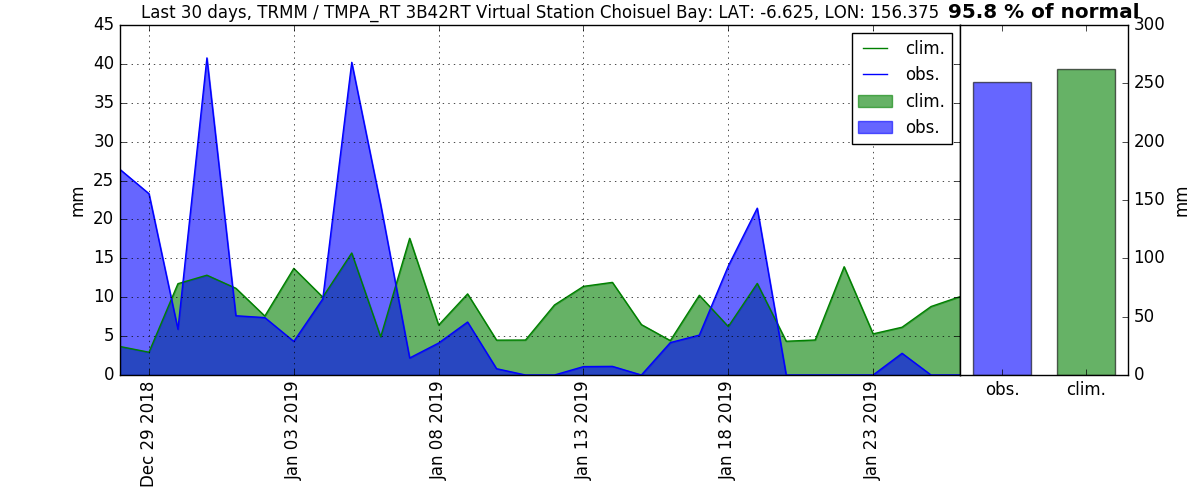 Last 30 days, TRMM / TMPA_RT 3B42RT Virtual Station Choisuel Bay: LAT: -6.625, LON: 156.375 95.8 % of normal
45
40
35
30
25
20
15
10
5
0
mm
clim.
obs.
clim.
obs.
Dec 29 2018
Jan 03 2019
Jan 08 2019
Jan 13 2019
Jan 18 2019
Jan 23 2019
300
250
200
150
100
50
0
mm
obs. clim.